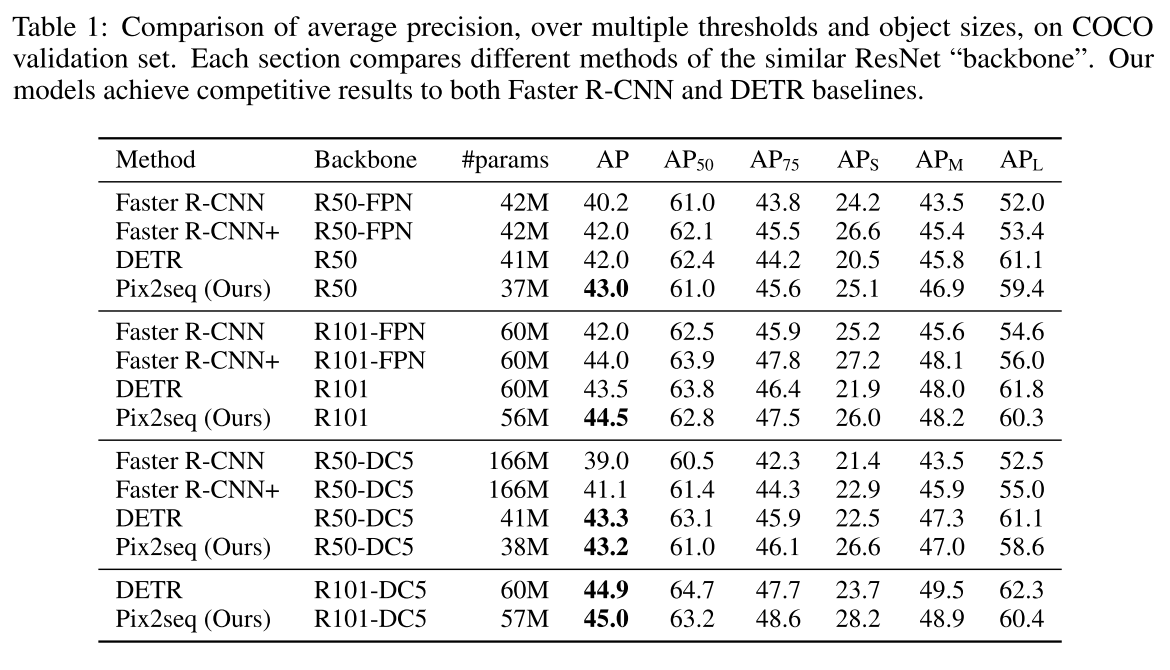 Table 1: Comparison of average precision, over multiple thresholds and object sizes, on COCO
validation set. Each section compares different methods of the similar ResNet “backbone”. Our
models achieve competitive results to both Faster R-CNN and DETR baselines.
Method Backbone #params AP AP50 AP75 APS APM APL
Faster R-CNN R50-FPN 42M 40.2 61.0 43.8 24.2 43.5 52.0
Faster R-CNN+ R50-FPN 42M 42.0 62.1 45.5 26.6 45.4 53.4
DETR R50 41M 42.0 62.4 44.2 20.5 45.8 61.1
Pix2seq (Ours) R50 37M 43.0 61.0 45.6 25.1 46.9 59.4
Faster R-CNN R101-FPN 60M 42.0 62.5 45.9 25.2 45.6 54.6
Faster R-CNN+ R101-FPN 60M 44.0 63.9 47.8 27.2 48.1 56.0
DETR R101 60M 43.5 63.8 46.4 21.9 48.0 61.8
Pix2seq (Ours) R101 56M 44.5 62.8 47.5 26.0 48.2 60.3
Faster R-CNN R50-DC5 166M 39.0 60.5 42.3 21.4 43.5 52.5
Faster R-CNN+ R50-DC5 166M 41.1 61.4 44.3 22.9 45.9 55.0
DETR R50-DC5 41M 43.3 63.1 45.9 22.5 47.3 61.1
Pix2seq (Ours) R50-DC5 38M 43.2 61.0 46.1 26.6 47.0 58.6
DETR R101-DC5 60M 44.9 64.7 47.7 23.7 49.5 62.3
Pix2seq (Ours) R101-DC5 57M 45.0 63.2 48.6 28.2 48.9 60.4